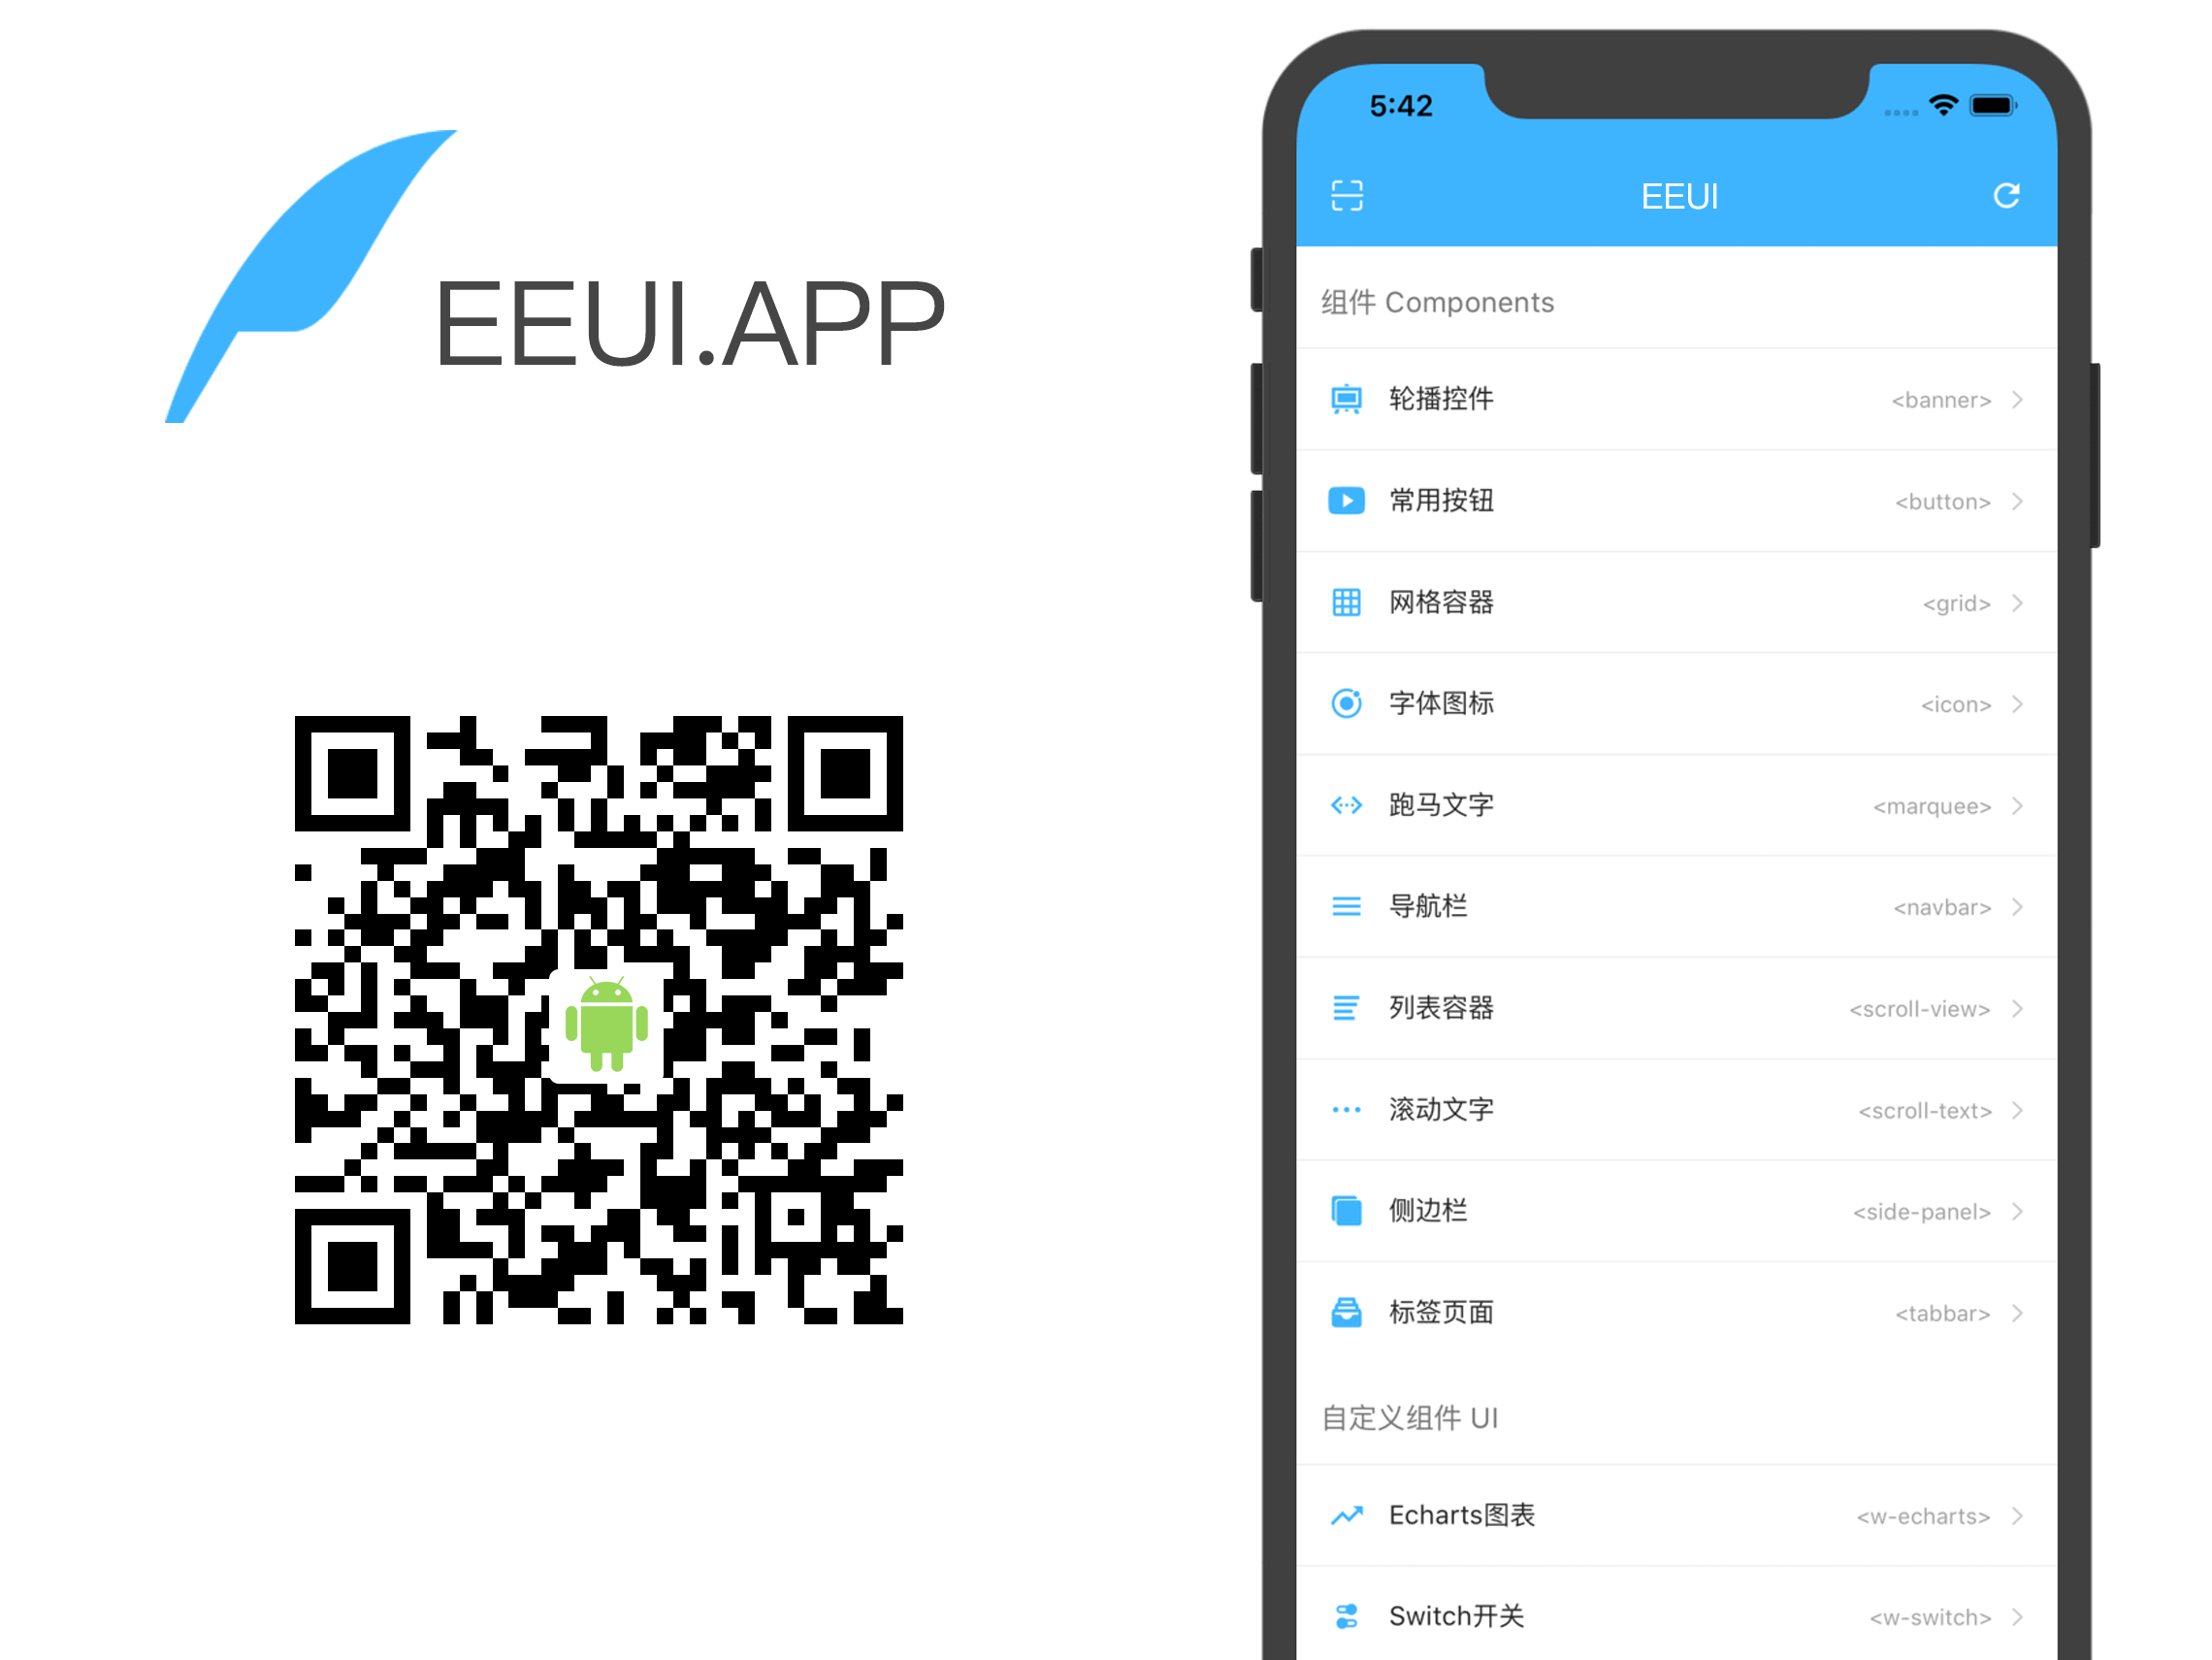 EEUI.APP
5:42
EEUI
组件 Components
轮播控件 <banner>
常用按钮 <button>
网格容器 <grid>
字体图标 <icon>
跑马文字 <marquee>
导航栏 <navbar>
列表容器 <scroll-view>
滚动文字 <scroll-text>
侧边栏 <side-panel>
标签页面 <tabbar>
自定义组件 UI
Echarts图表 <w-echarts>
Switch开关 <w-switch>